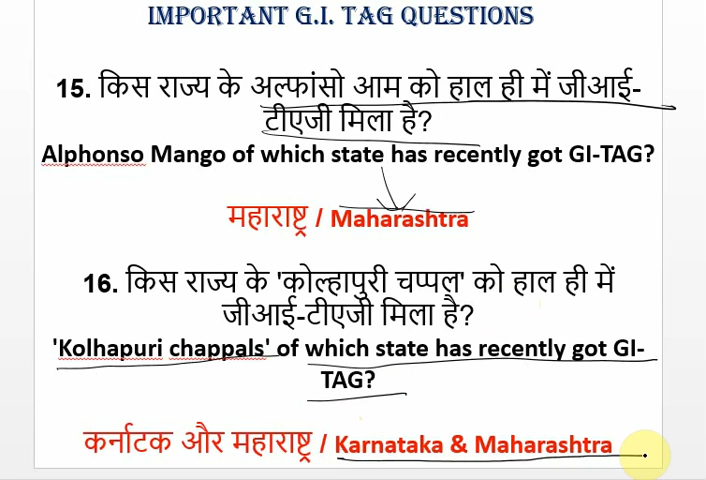 IMPORTANT G.I. TAG QUESTIONS
15. किस राज्य के अल्फांसो आम को हाल ही में जीआई-
टीएजी मिला है?
Alphonso Mango of which state has recently got GI-TAG?
महाराष्ट्र / Maharashtra
16. किस राज्य के 'कोल्हापुरी चप्पल' को हाल ही में
जीआई-टीएजी मिला है?
'Kolhapuri chappals' of which state has recently got GI-
TAG?
कर्नाटक और महाराष्ट्र / Karnataka & Maharashtra